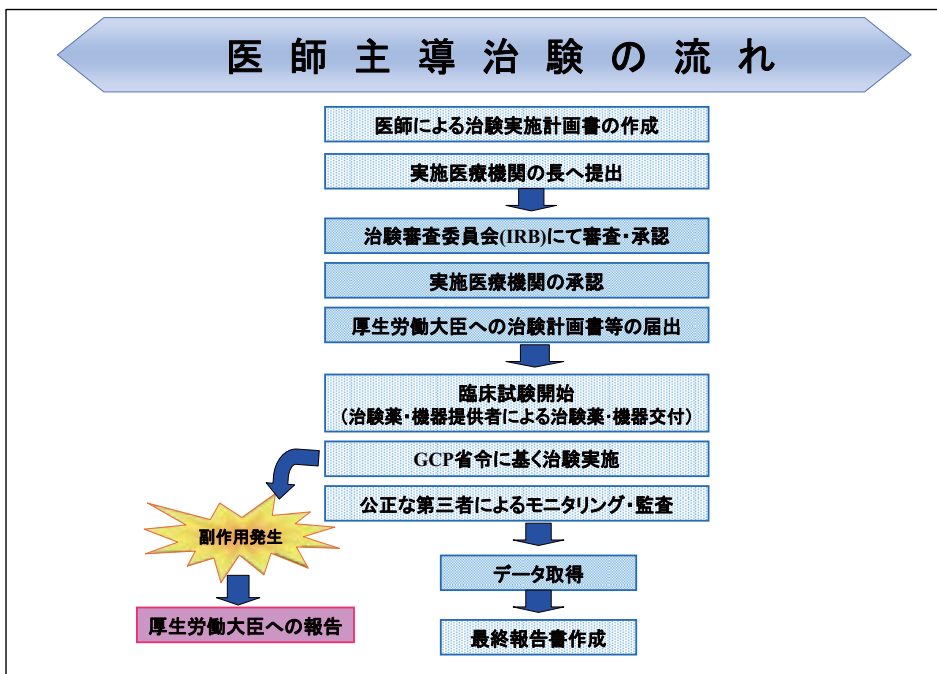 医師主導治験の流れ
医師による治験実施計画書の作成
実施医療機関の長へ提出
治験審査委員会(IRB)にて審査・承認
実施医療機関の承認
厚生労働大臣への治験計画書等の届出
臨床試験開始
（治験薬・機器提供者による治験薬・機器交付）
GCP省令に基く治験実施
公正な第三者によるモニタリング・監査
副作用発生
データ取得
厚生労働大臣への報告
最終報告書作成